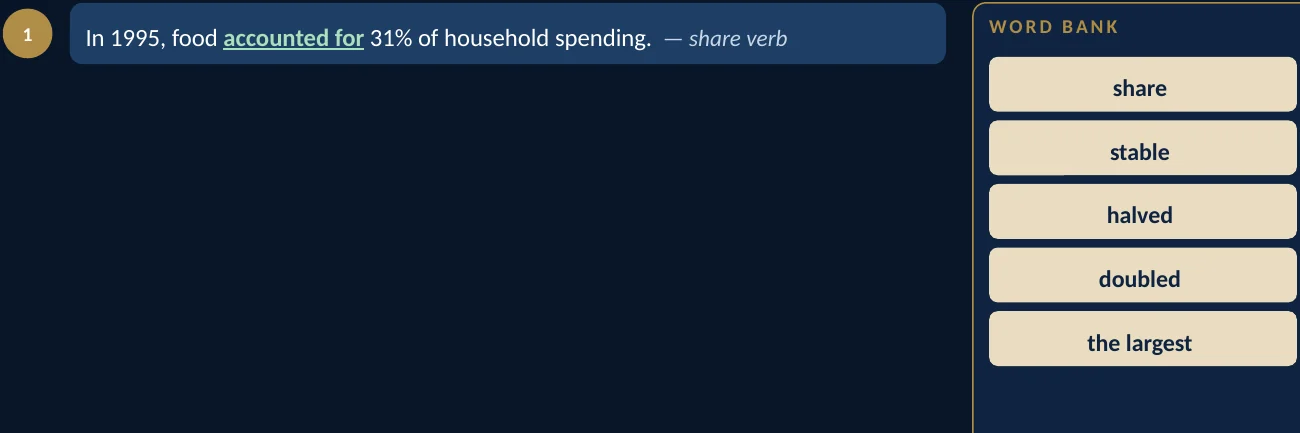 1
In 1995, food accounted for 31% of household spending. — share verb
WORD BANK
share
stable
halved
doubled
the largest